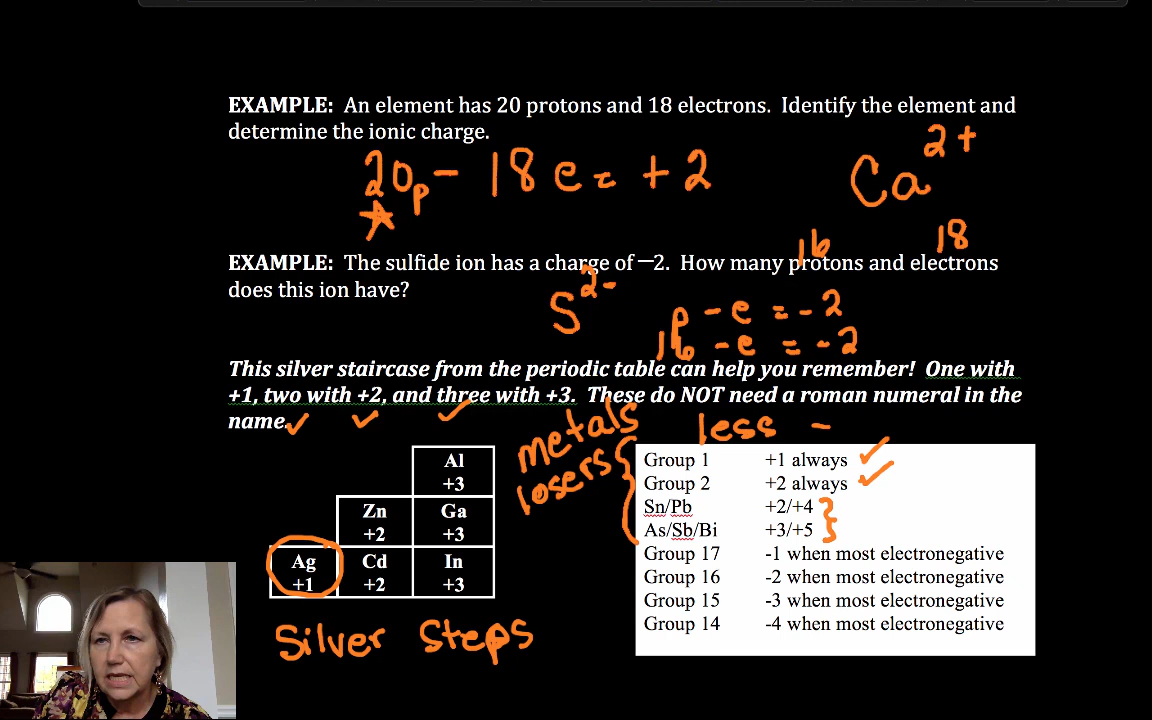 EXAMPLE: An element has 20 protons and 18 electrons. Identify the element and
determine the ionic charge.
20p - 18e = +2
Ca2+
16
18
EXAMPLE: The sulfide ion has a charge of −2. How many protons and electrons
does this ion have?
S2-
p - e = -2
16 - e = -2
This silver staircase from the periodic table can help you remember! One with
+1, two with +2, and three with +3. These do NOT need a roman numeral in the
name.
metals
losers
less -
Al
+3
Zn Ga
+2 +3
Ag Cd In
+1 +2 +3
Silver Steps
Group 1 +1 always
Group 2 +2 always
Sn/Pb +2/+4
As/Sb/Bi +3/+5
Group 17 -1 when most electronegative
Group 16 -2 when most electronegative
Group 15 -3 when most electronegative
Group 14 -4 when most electronegative